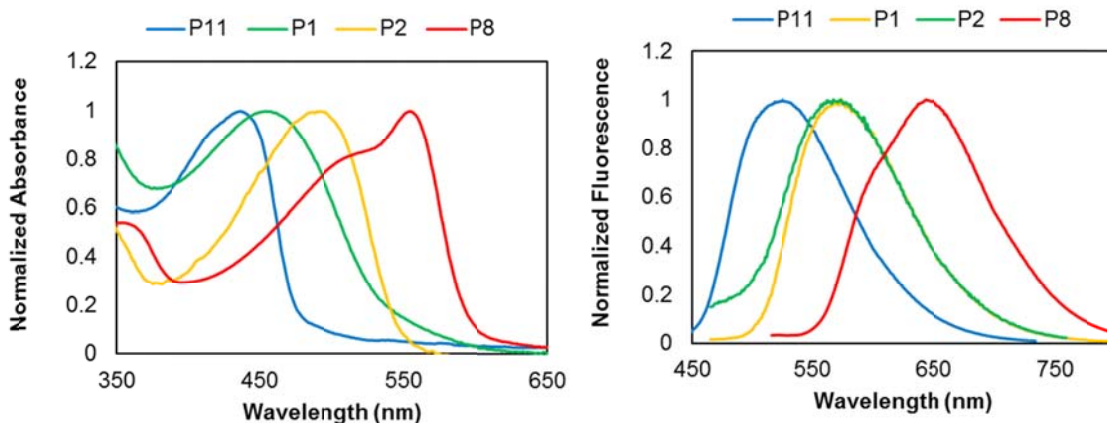 P11 P1 P2 P8
Normalized Absorbance
1.2
1
0.8
0.6
0.4
0.2
0
350 450 550 650
Wavelength (nm)
P11 P1 P2 P8
Normalized Fluorescence
1.2
1
0.8
0.6
0.4
0.2
0
450 550 650 750
Wavelength (nm)